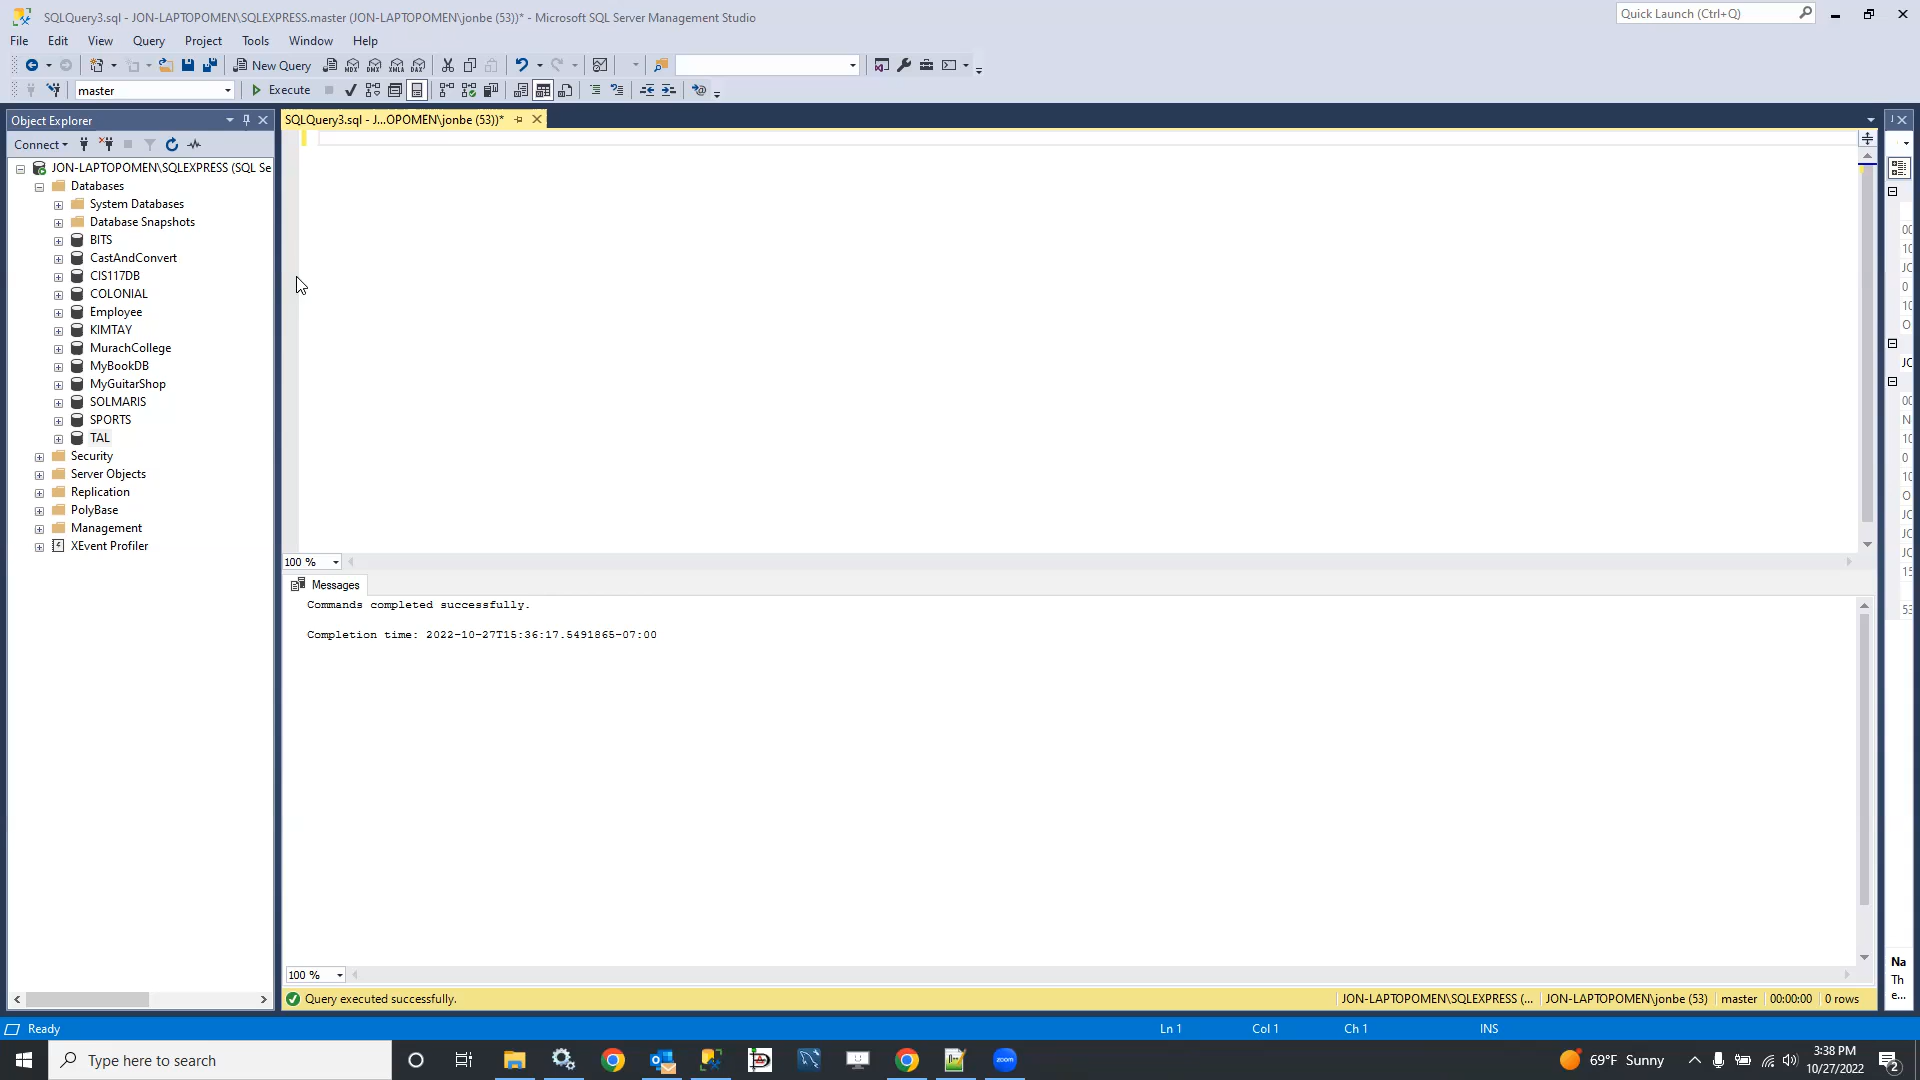 SQLQuery3.sql - JON-LAPTOPOMEN\SQLEXPRESS.master (JON-LAPTOPOMEN\jonbe (53))* - Microsoft SQL Server Management Studio
Quick Launch (Ctrl+Q)
File Edit View Query Project Tools Window Help
New Query
master
Execute
Object Explorer
SQLQuery3.sql - J...OPOMEN\jonbe (53))*
Connect
JON-LAPTOPOMEN\SQLEXPRESS (SQL Se
Databases
System Databases
Database Snapshots
BITS
CastAndConvert
CIS117DB
COLONIAL
Employee
KIMTAY
MurachCollege
MyBookDB
MyGuitarShop
SOLMARIS
SPORTS
TAL
Security
Server Objects
Replication
PolyBase
Management
XEvent Profiler
100 %
Messages
Commands completed successfully.
Completion time: 2022-10-27T15:36:17.5491865-07:00
100 %
Na
Th
e...
Query executed successfully.
JON-LAPTOPOMEN\SQLEXPRESS (...
JON-LAPTOPOMEN\jonbe (53)
master
00:00:00
0 rows
Ready
Ln 1
Col 1
Ch 1
INS
Type here to search
zoom
69°F Sunny
3:38 PM
10/27/2022
2